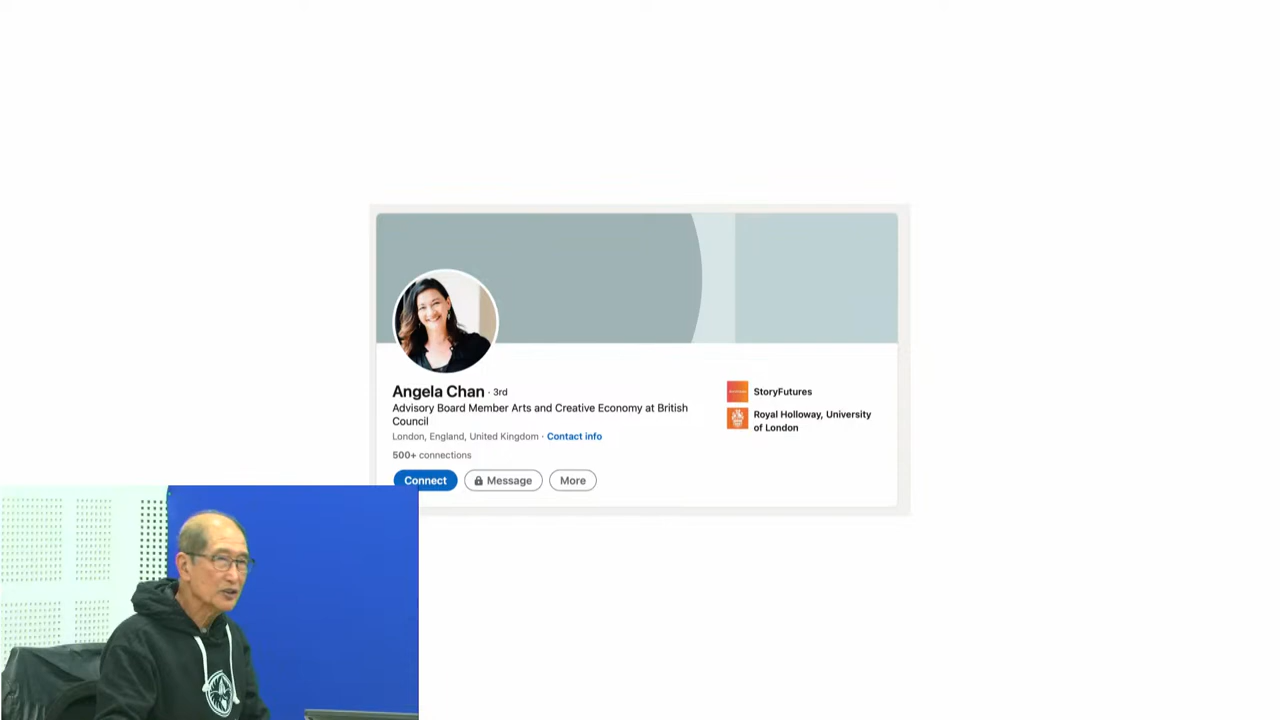 Angela Chan · 3rd
Advisory Board Member Arts and Creative Economy at British
Council
London, England, United Kingdom · Contact info
500+ connections
Connect
Message
More
StoryFutures
Royal Holloway, University
of London